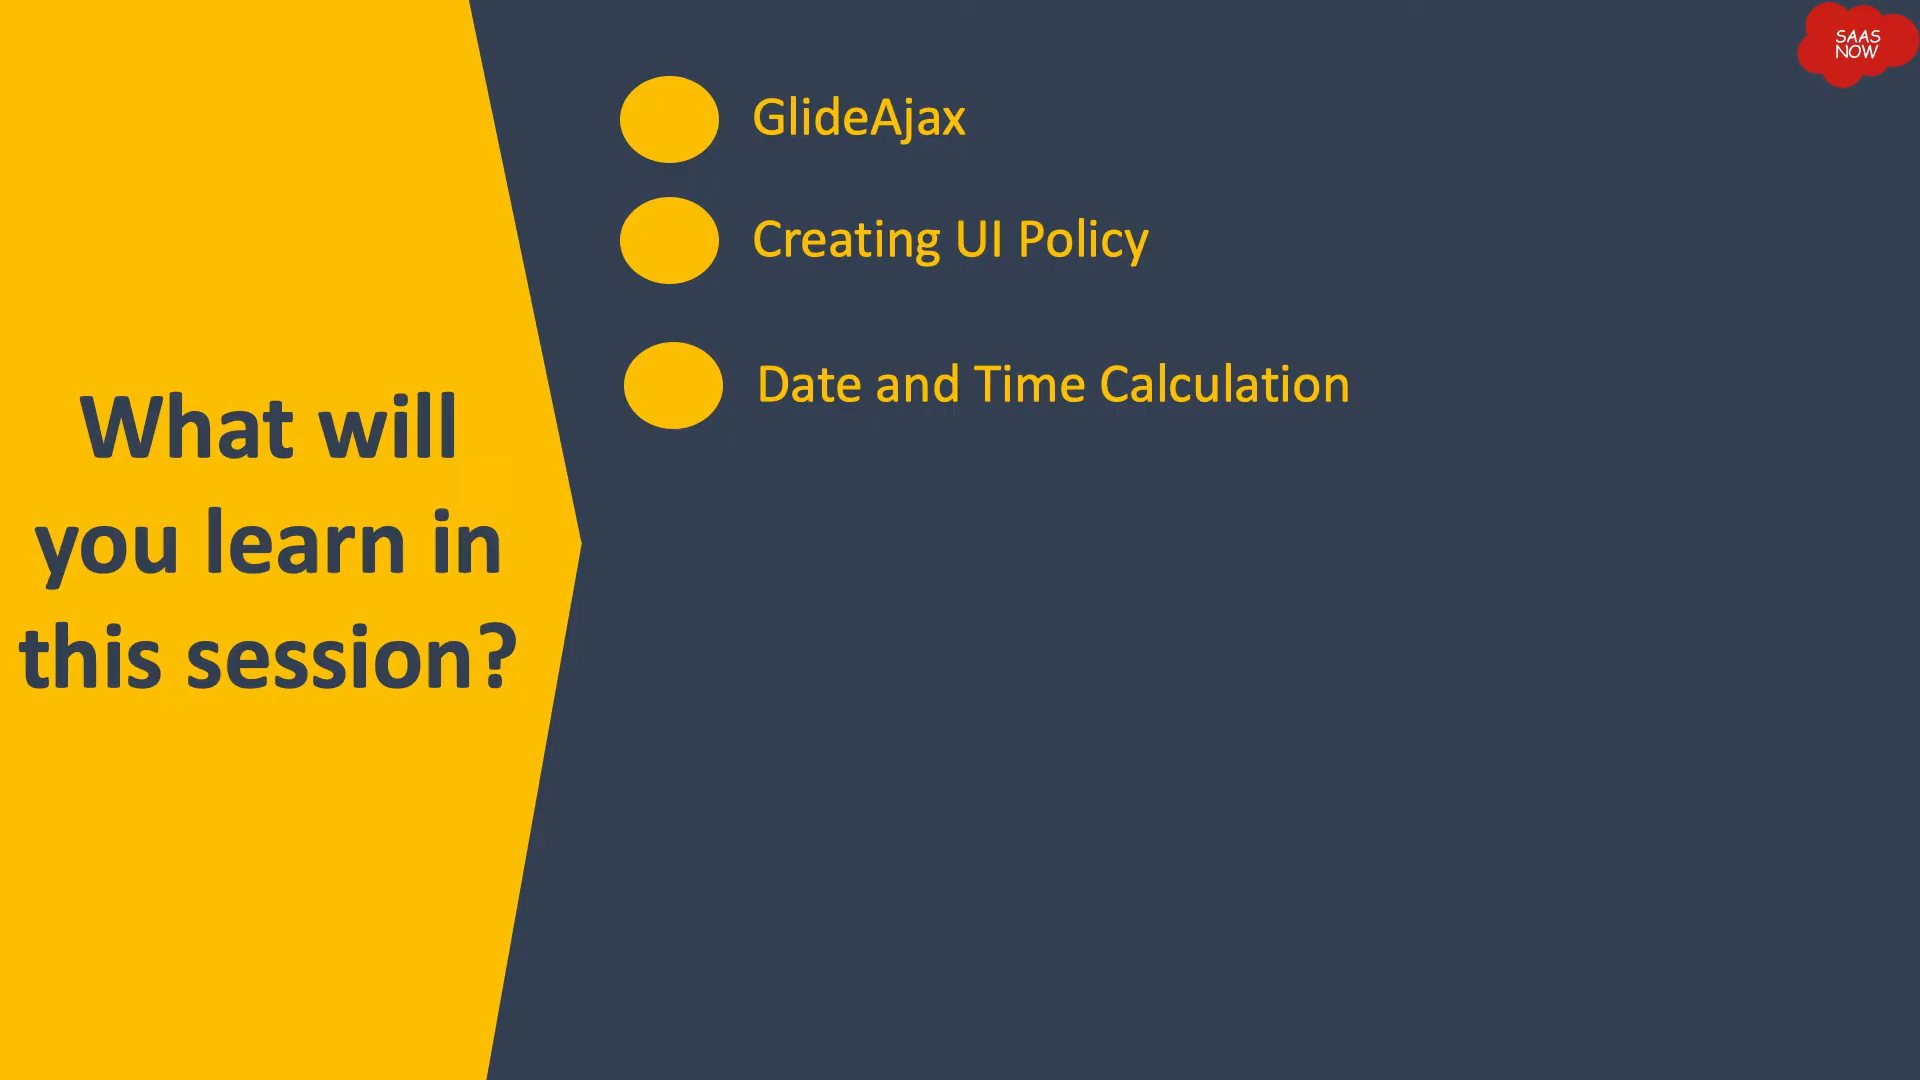 What will
you learn in
this session?
GlideAjax
Creating UI Policy
Date and Time Calculation
SAAS
NOW